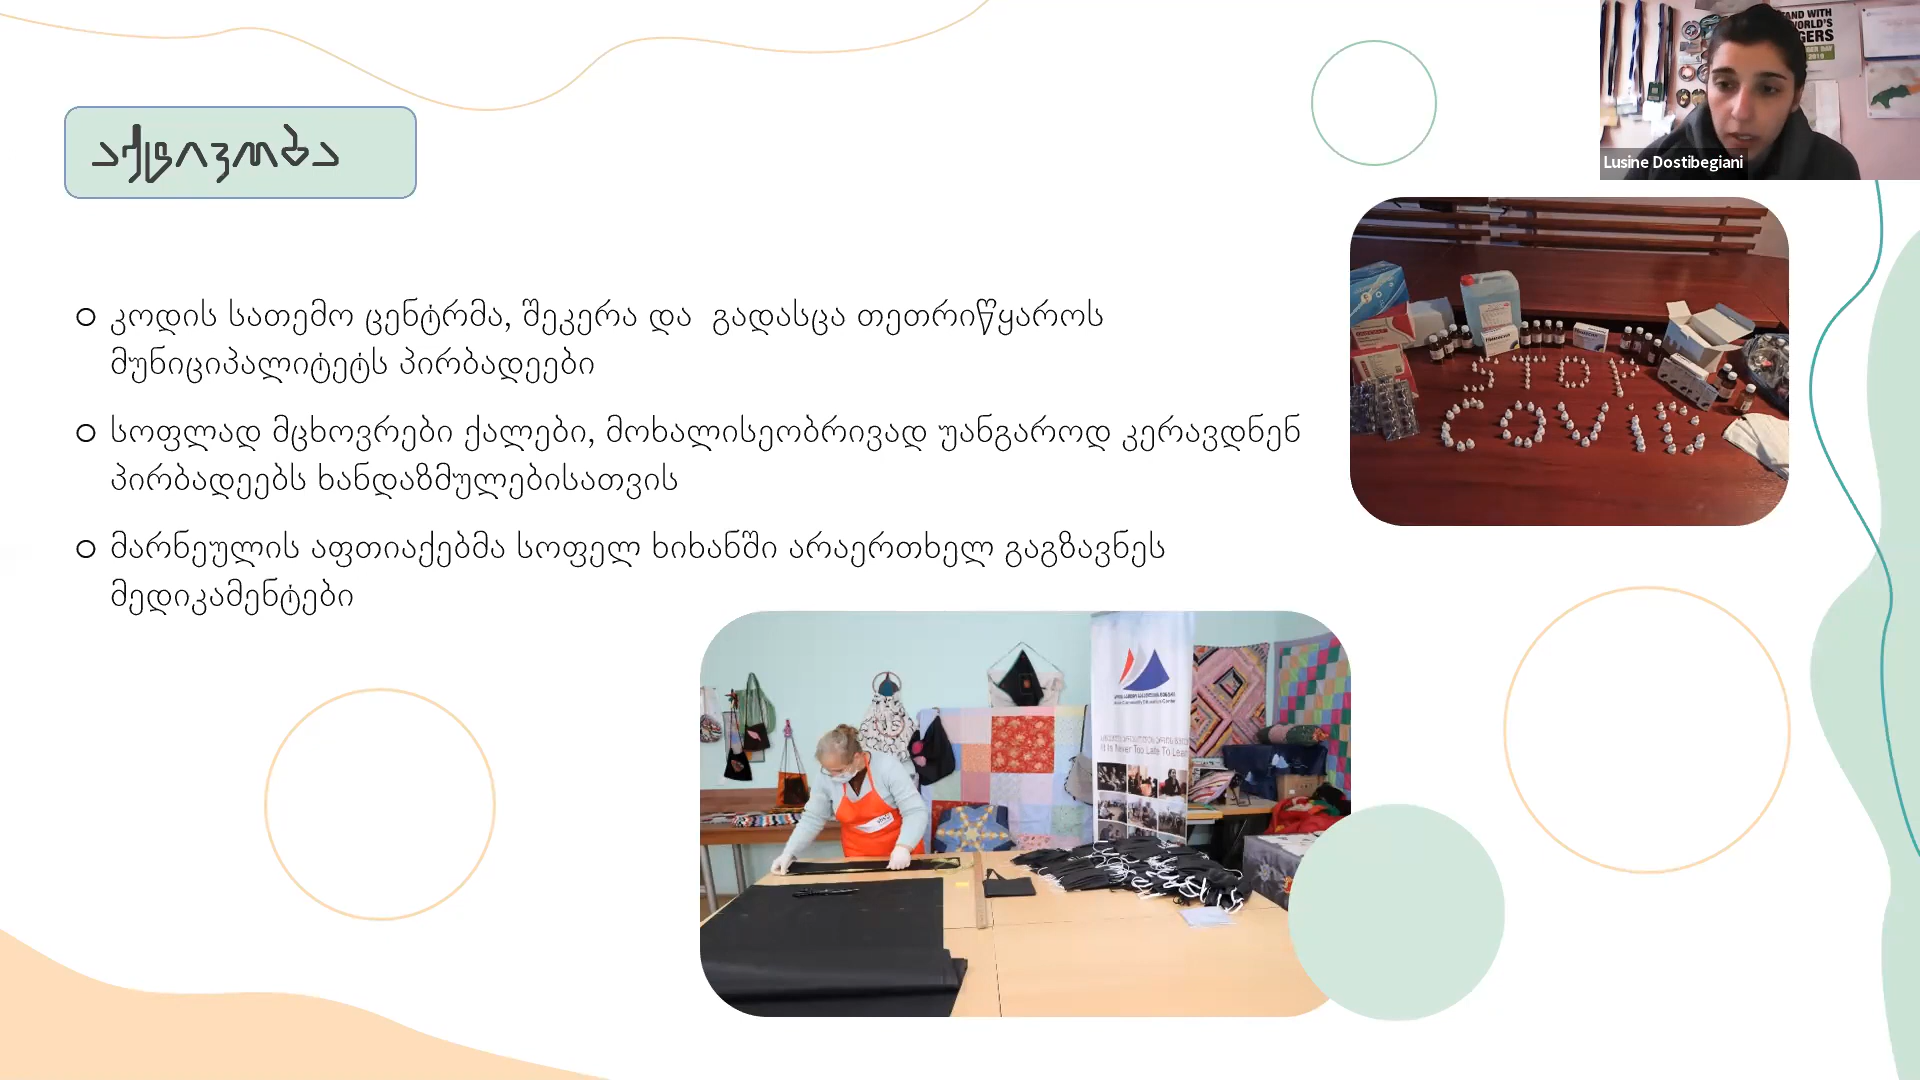 აქტივობა
კოდის სათემო ცენტრმა, შეკერა და გადასცა თეთრიწყაროს
მუნიციპალიტეტს პირბადეები
სოფლად მცხოვრები ქალები, მოხალისეობრივად უანგაროდ კერავდნენ
პირბადეებს ხანდაზმულებისათვის
მარნეულის აფთიაქებმა სოფელ ხიხანში არაერთხელ გაგზავნეს
მედიკამენტები
Lusine Dostibegiani
STOP
COVID
It Is Never Too Late To